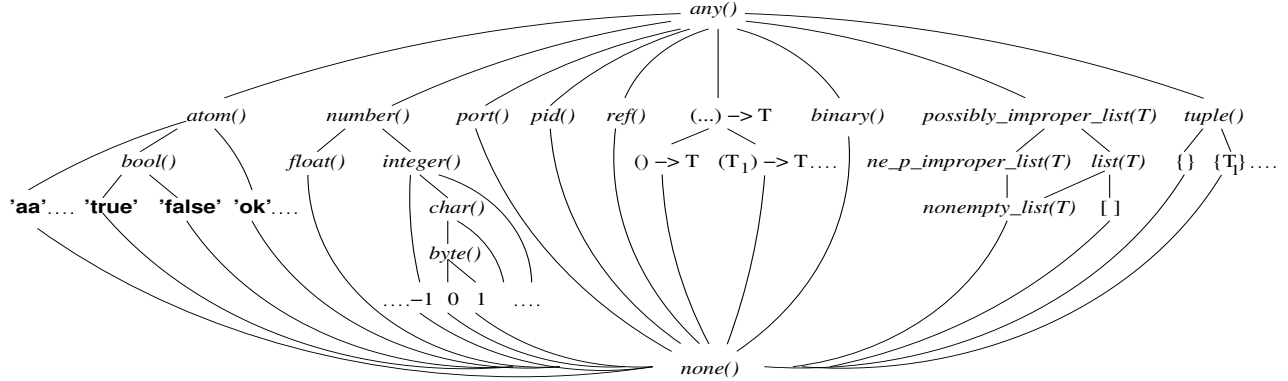 any()
atom() number() port() pid() ref() (...) −> T binary() possibly_improper_list(T) tuple()
bool() float() integer() () −> T (T1) −> T.... ne_p_improper_list(T) list(T) {} {T1}....
'aa'.... 'true' 'false' 'ok'.... char() nonempty_list(T) [ ]
byte()
....−1 0 1 ....
none()